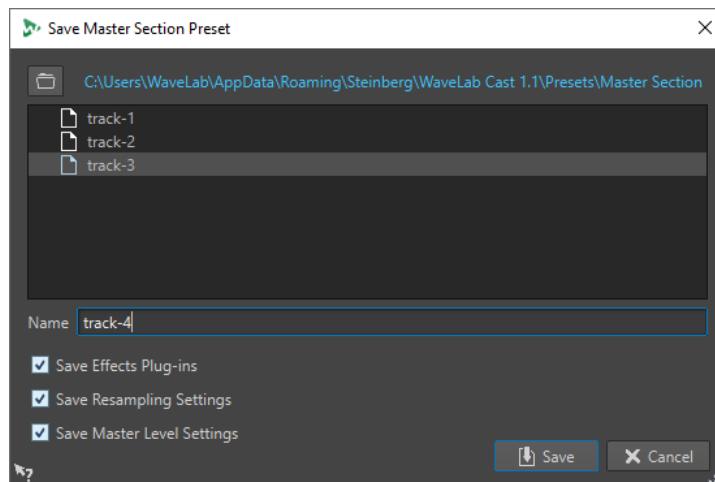 Save Master Section Preset
C:\Users\WaveLab\AppData\Roaming\Steinberg\WaveLab Cast 1.1\Presets\Master Section
track-1
track-2
track-3
Name track-4
Save Effects Plug-ins
Save Resampling Settings
Save Master Level Settings
Save Cancel